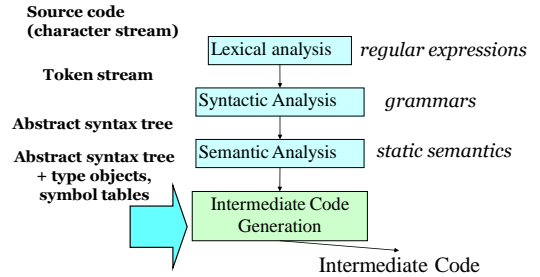 Source code
(character stream)
Lexical analysis
regular expressions
Token stream
Syntactic Analysis
grammars
Abstract syntax tree
Semantic Analysis
static semantics
Abstract syntax tree
+ type objects,
symbol tables
Intermediate Code
Generation
Intermediate Code